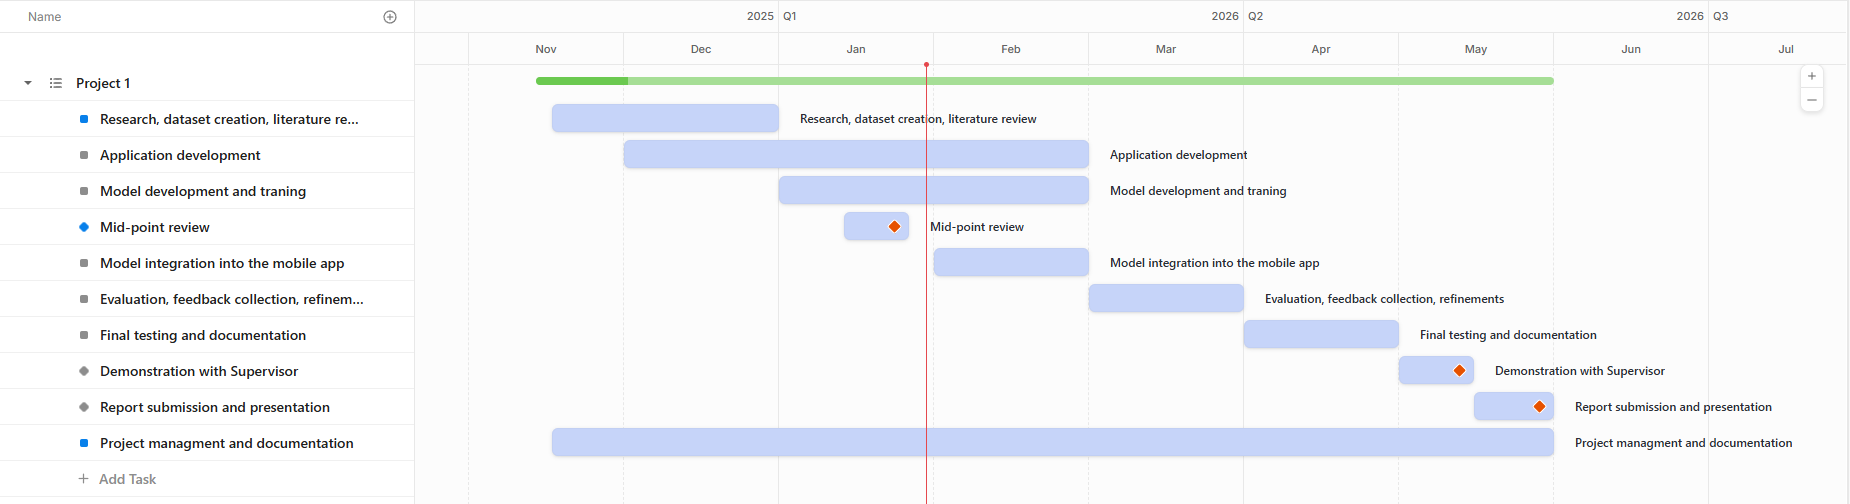 Name
2025 Q1
2026 Q2
2026 Q3
Nov Dec Jan Feb Mar Apr May Jun Jul
Project 1
Research, dataset creation, literature re...
Research, dataset creation, literature review
Application development
Application development
Model development and traning
Model development and traning
Mid-point review
Mid-point review
Model integration into the mobile app
Model integration into the mobile app
Evaluation, feedback collection, refinem...
Evaluation, feedback collection, refinements
Final testing and documentation
Final testing and documentation
Demonstration with Supervisor
Demonstration with Supervisor
Report submission and presentation
Report submission and presentation
Project managment and documentation
Project managment and documentation
Add Task